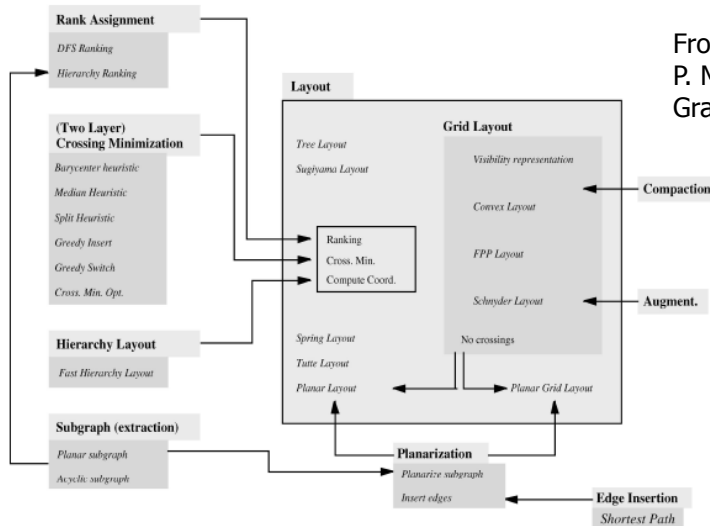 Rank Assignment
DFS Ranking
Hierarchy Ranking
(Two Layer)
Crossing Minimization
Barycenter heuristic
Median Heuristic
Split Heuristic
Greedy Insert
Greedy Switch
Cross. Min. Opt.
Hierarchy Layout
Fast Hierarchy Layout
Subgraph (extraction)
Planar subgraph
Acyclic subgraph
Layout
Tree Layout
Sugiyama Layout
Ranking
Cross. Min.
Compute Coord.
Spring Layout
Tutte Layout
Planar Layout
Grid Layout
Visibility representation
Convex Layout
FPP Layout
Schnyder Layout
No crossings
Planar Grid Layout
Planarization
Planarize subgraph
Insert edges
Compaction
Augment.
Edge Insertion
Shortest Path
P.